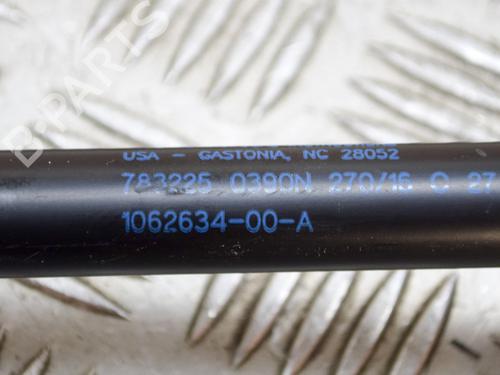 USA - GASTONIA, NC 28052
783225 0390N 270/16 C 27
1062634-00-A
B-PARTS